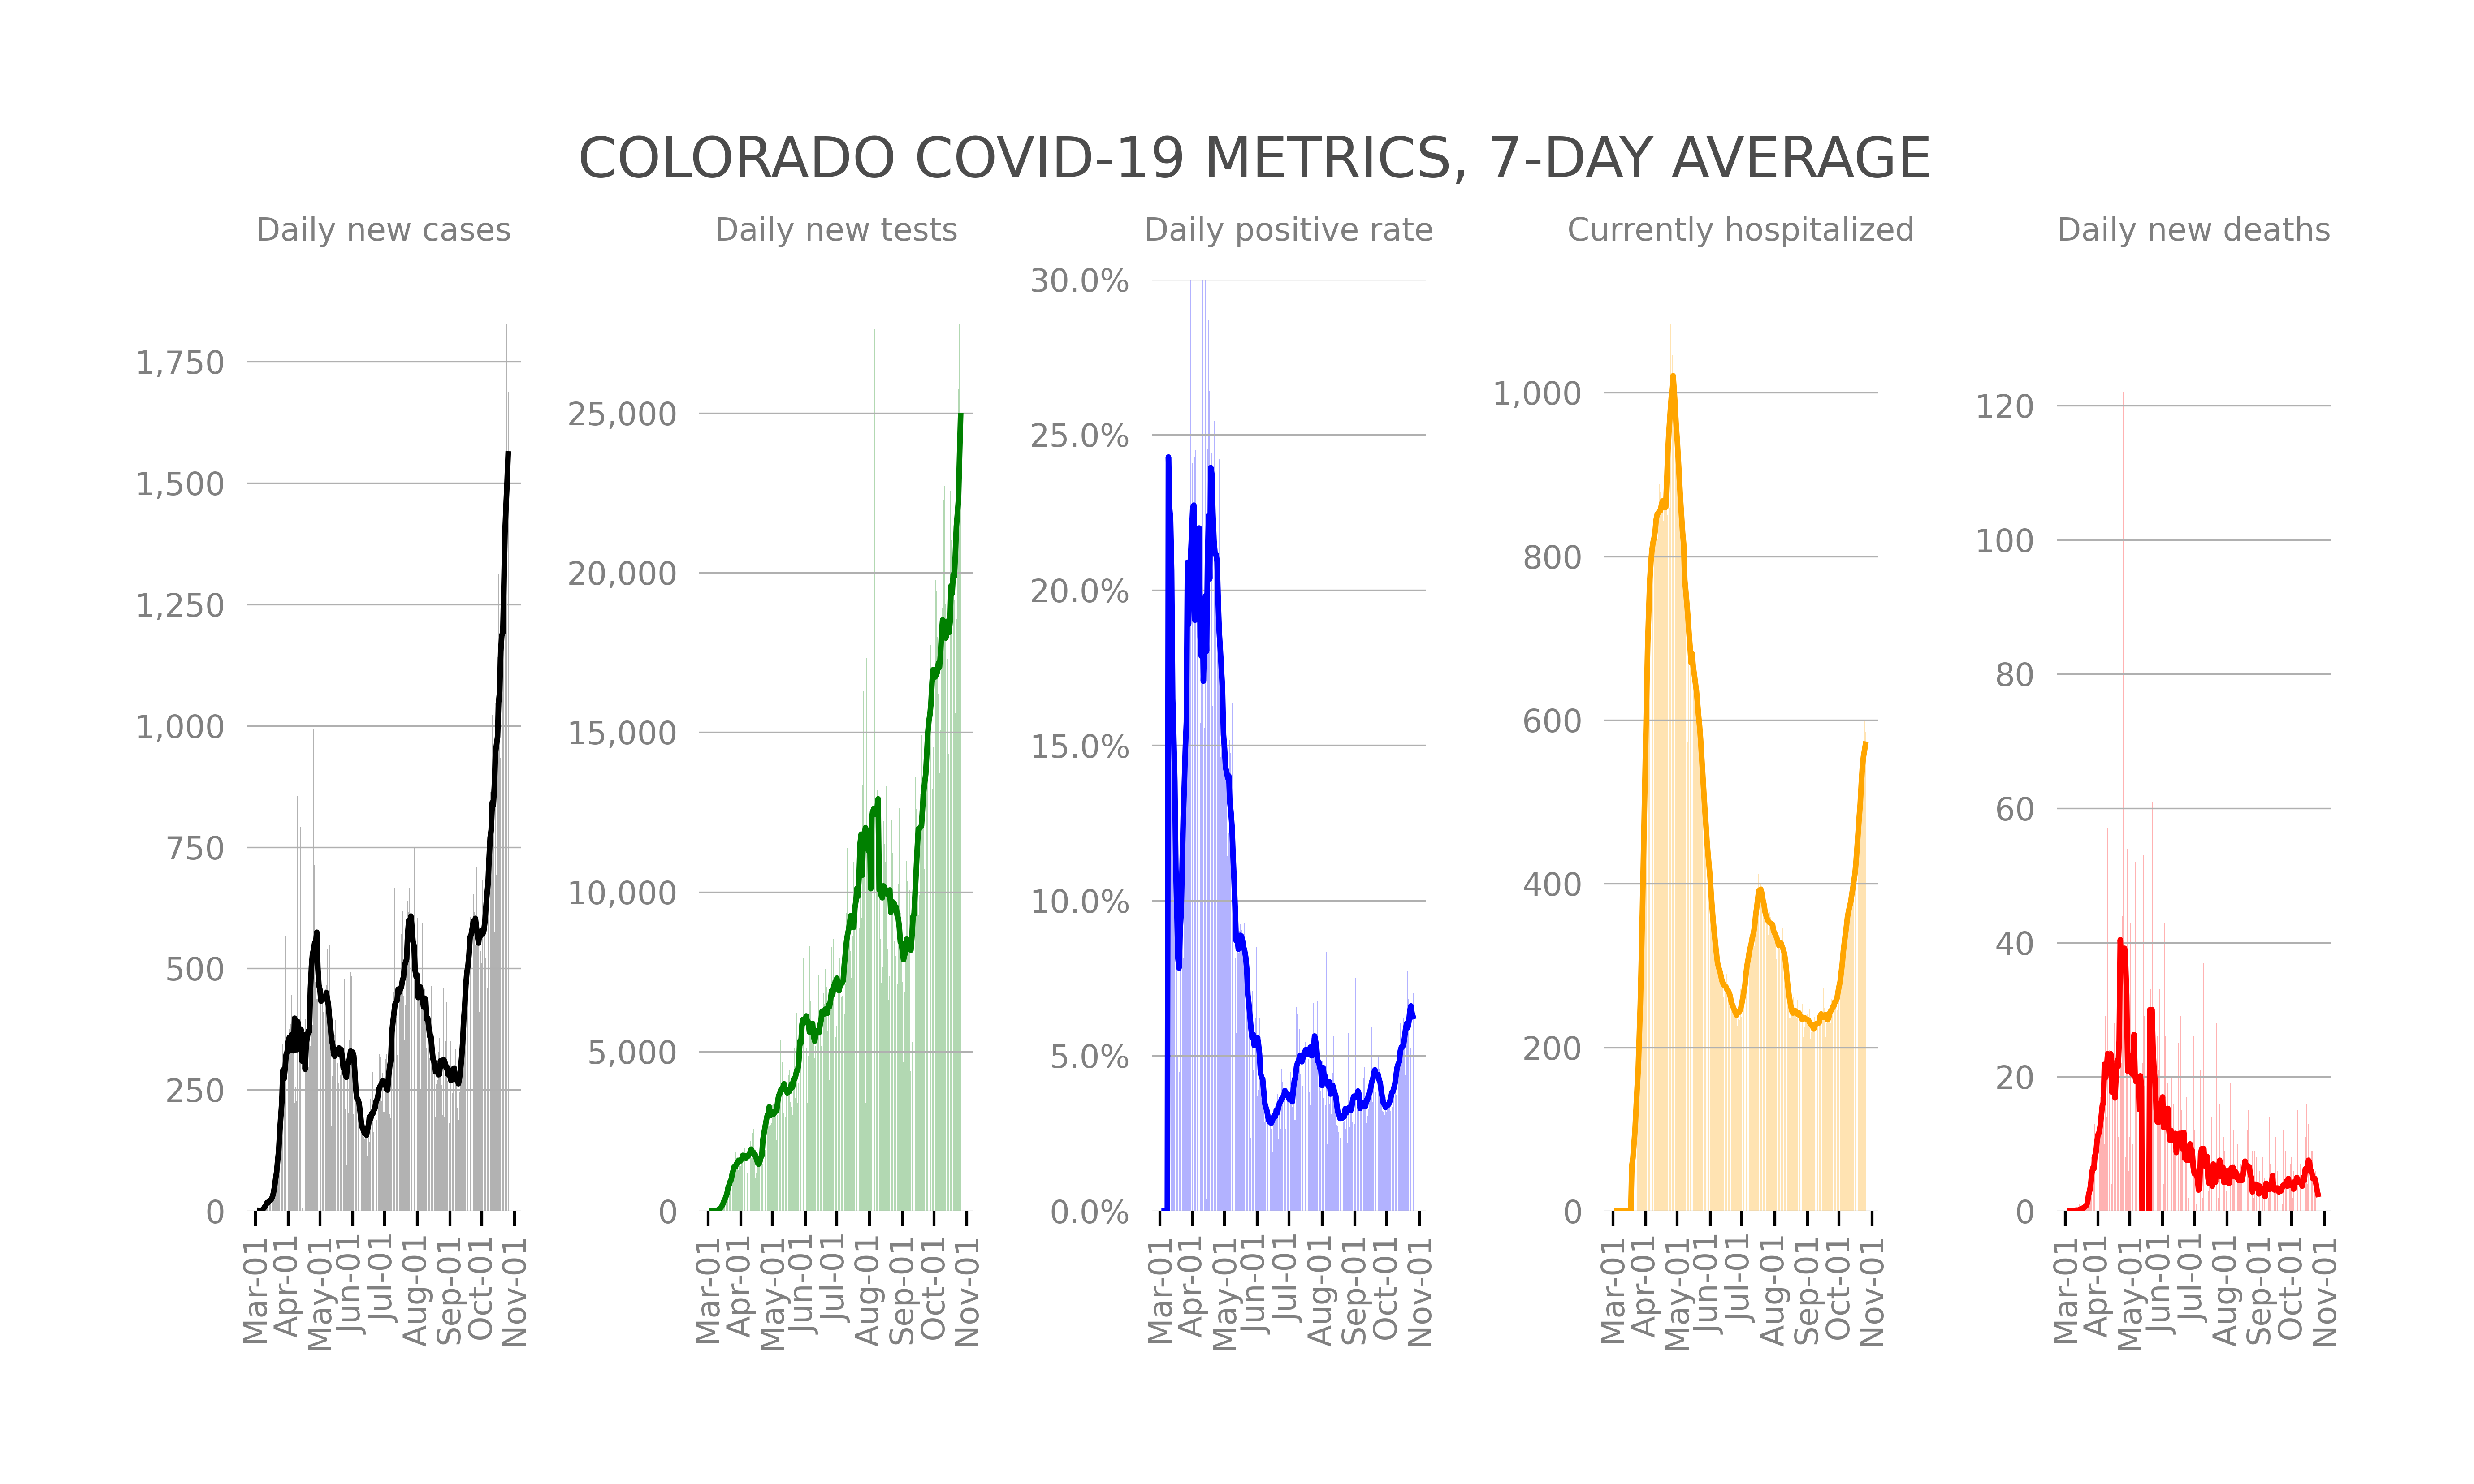 COLORADO COVID-19 METRICS, 7-DAY AVERAGE
Daily new cases
1,750
1,500
1,250
1,000
750
500
250
0
Mar-01
Apr-01
May-01
Jun-01
Jul-01
Aug-01
Sep-01
Oct-01
Nov-01
Daily new tests
25,000
20,000
15,000
10,000
5,000
0
Mar-01
Apr-01
May-01
Jun-01
Jul-01
Aug-01
Sep-01
Oct-01
Nov-01
Daily positive rate
30.0%
25.0%
20.0%
15.0%
10.0%
5.0%
0.0%
Mar-01
Apr-01
May-01
Jun-01
Jul-01
Aug-01
Sep-01
Oct-01
Nov-01
Currently hospitalized
1,000
800
600
400
200
0
Mar-01
Apr-01
May-01
Jun-01
Jul-01
Aug-01
Sep-01
Oct-01
Nov-01
Daily new deaths
120
100
80
60
40
20
0
Mar-01
Apr-01
May-01
Jun-01
Jul-01
Aug-01
Sep-01
Oct-01
Nov-01